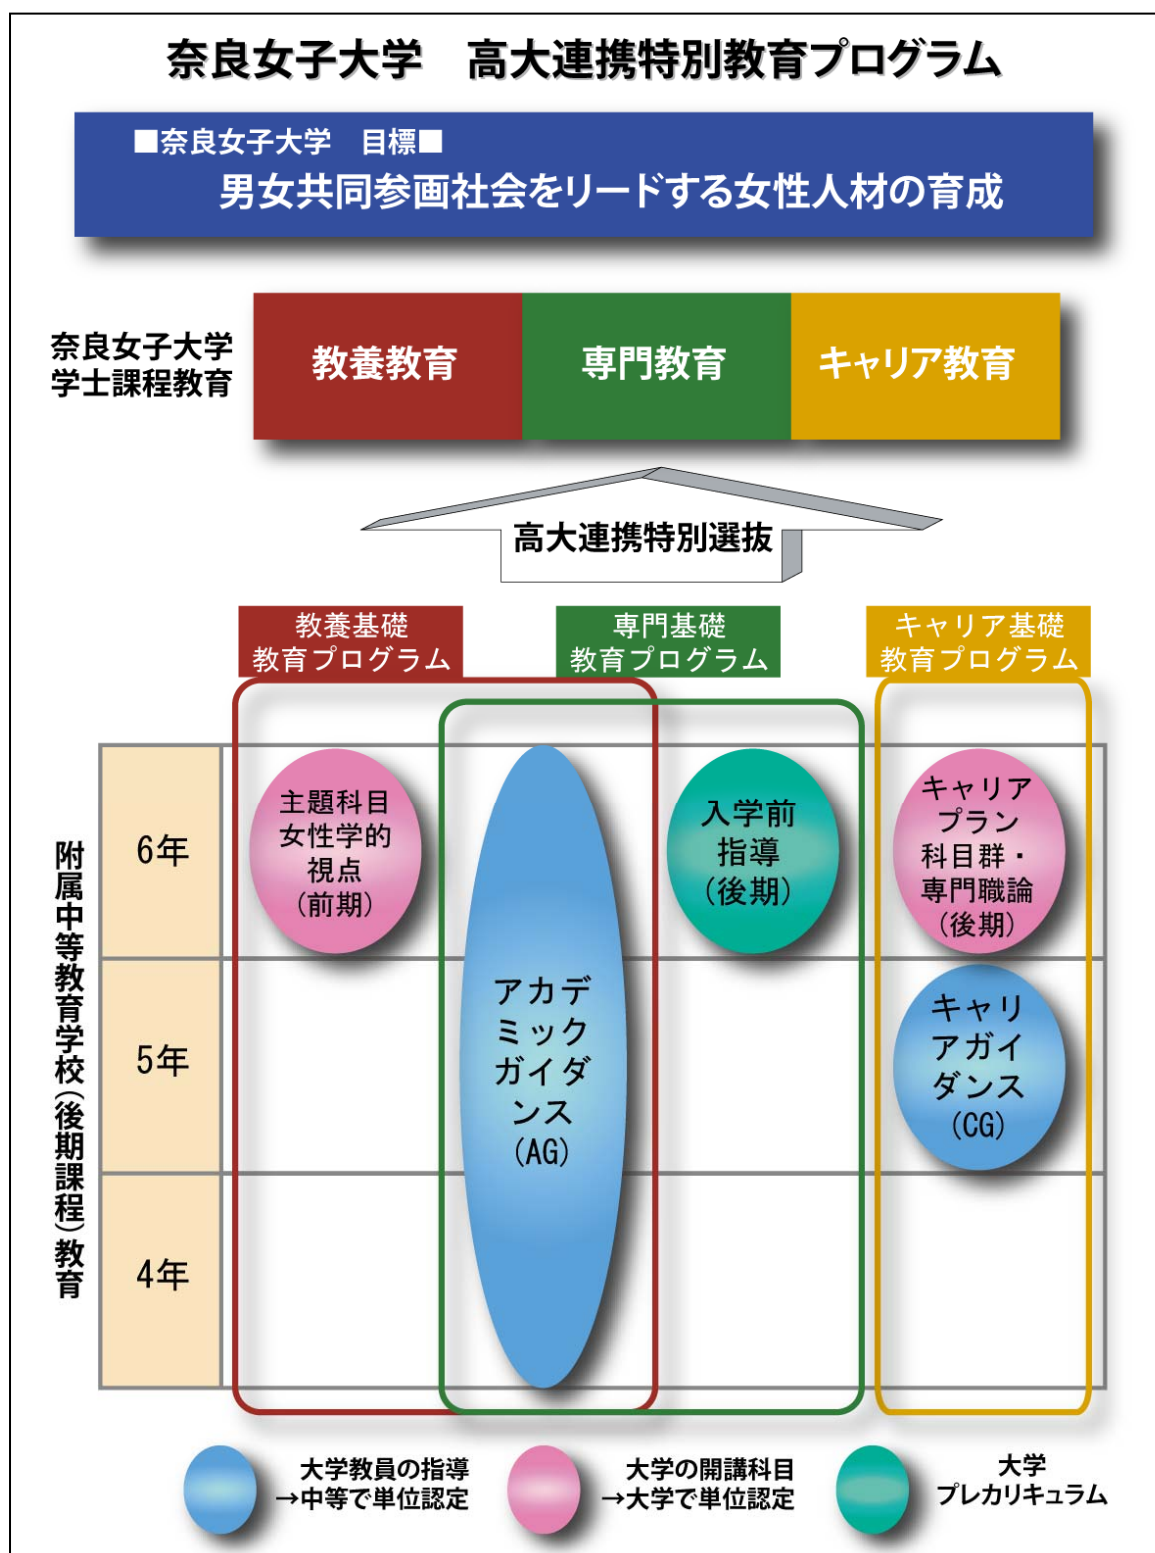 奈良女子大学　高大連携特別教育プログラム
■奈良女子大学　目標■
男女共同参画社会をリードする女性人材の育成
奈良女子大学
学士課程教育
教養教育
専門教育
キャリア教育
高大連携特別選抜
教養基礎
教育プログラム
専門基礎
教育プログラム
キャリア基礎
教育プログラム
附属中等教育学校(後期課程)教育
6年
主題科目
女性学的
視点
(前期)
入学前
指導
(後期)
キャリア
プラン
科目群・
専門職論
(後期)
5年
アカデ
ミック
ガイダ
ンス
(AG)
キャリ
アガイ
ダンス
(CG)
4年
大学教員の指導
→中等で単位認定
大学の開講科目
→大学で単位認定
大学
プレカリキュラム